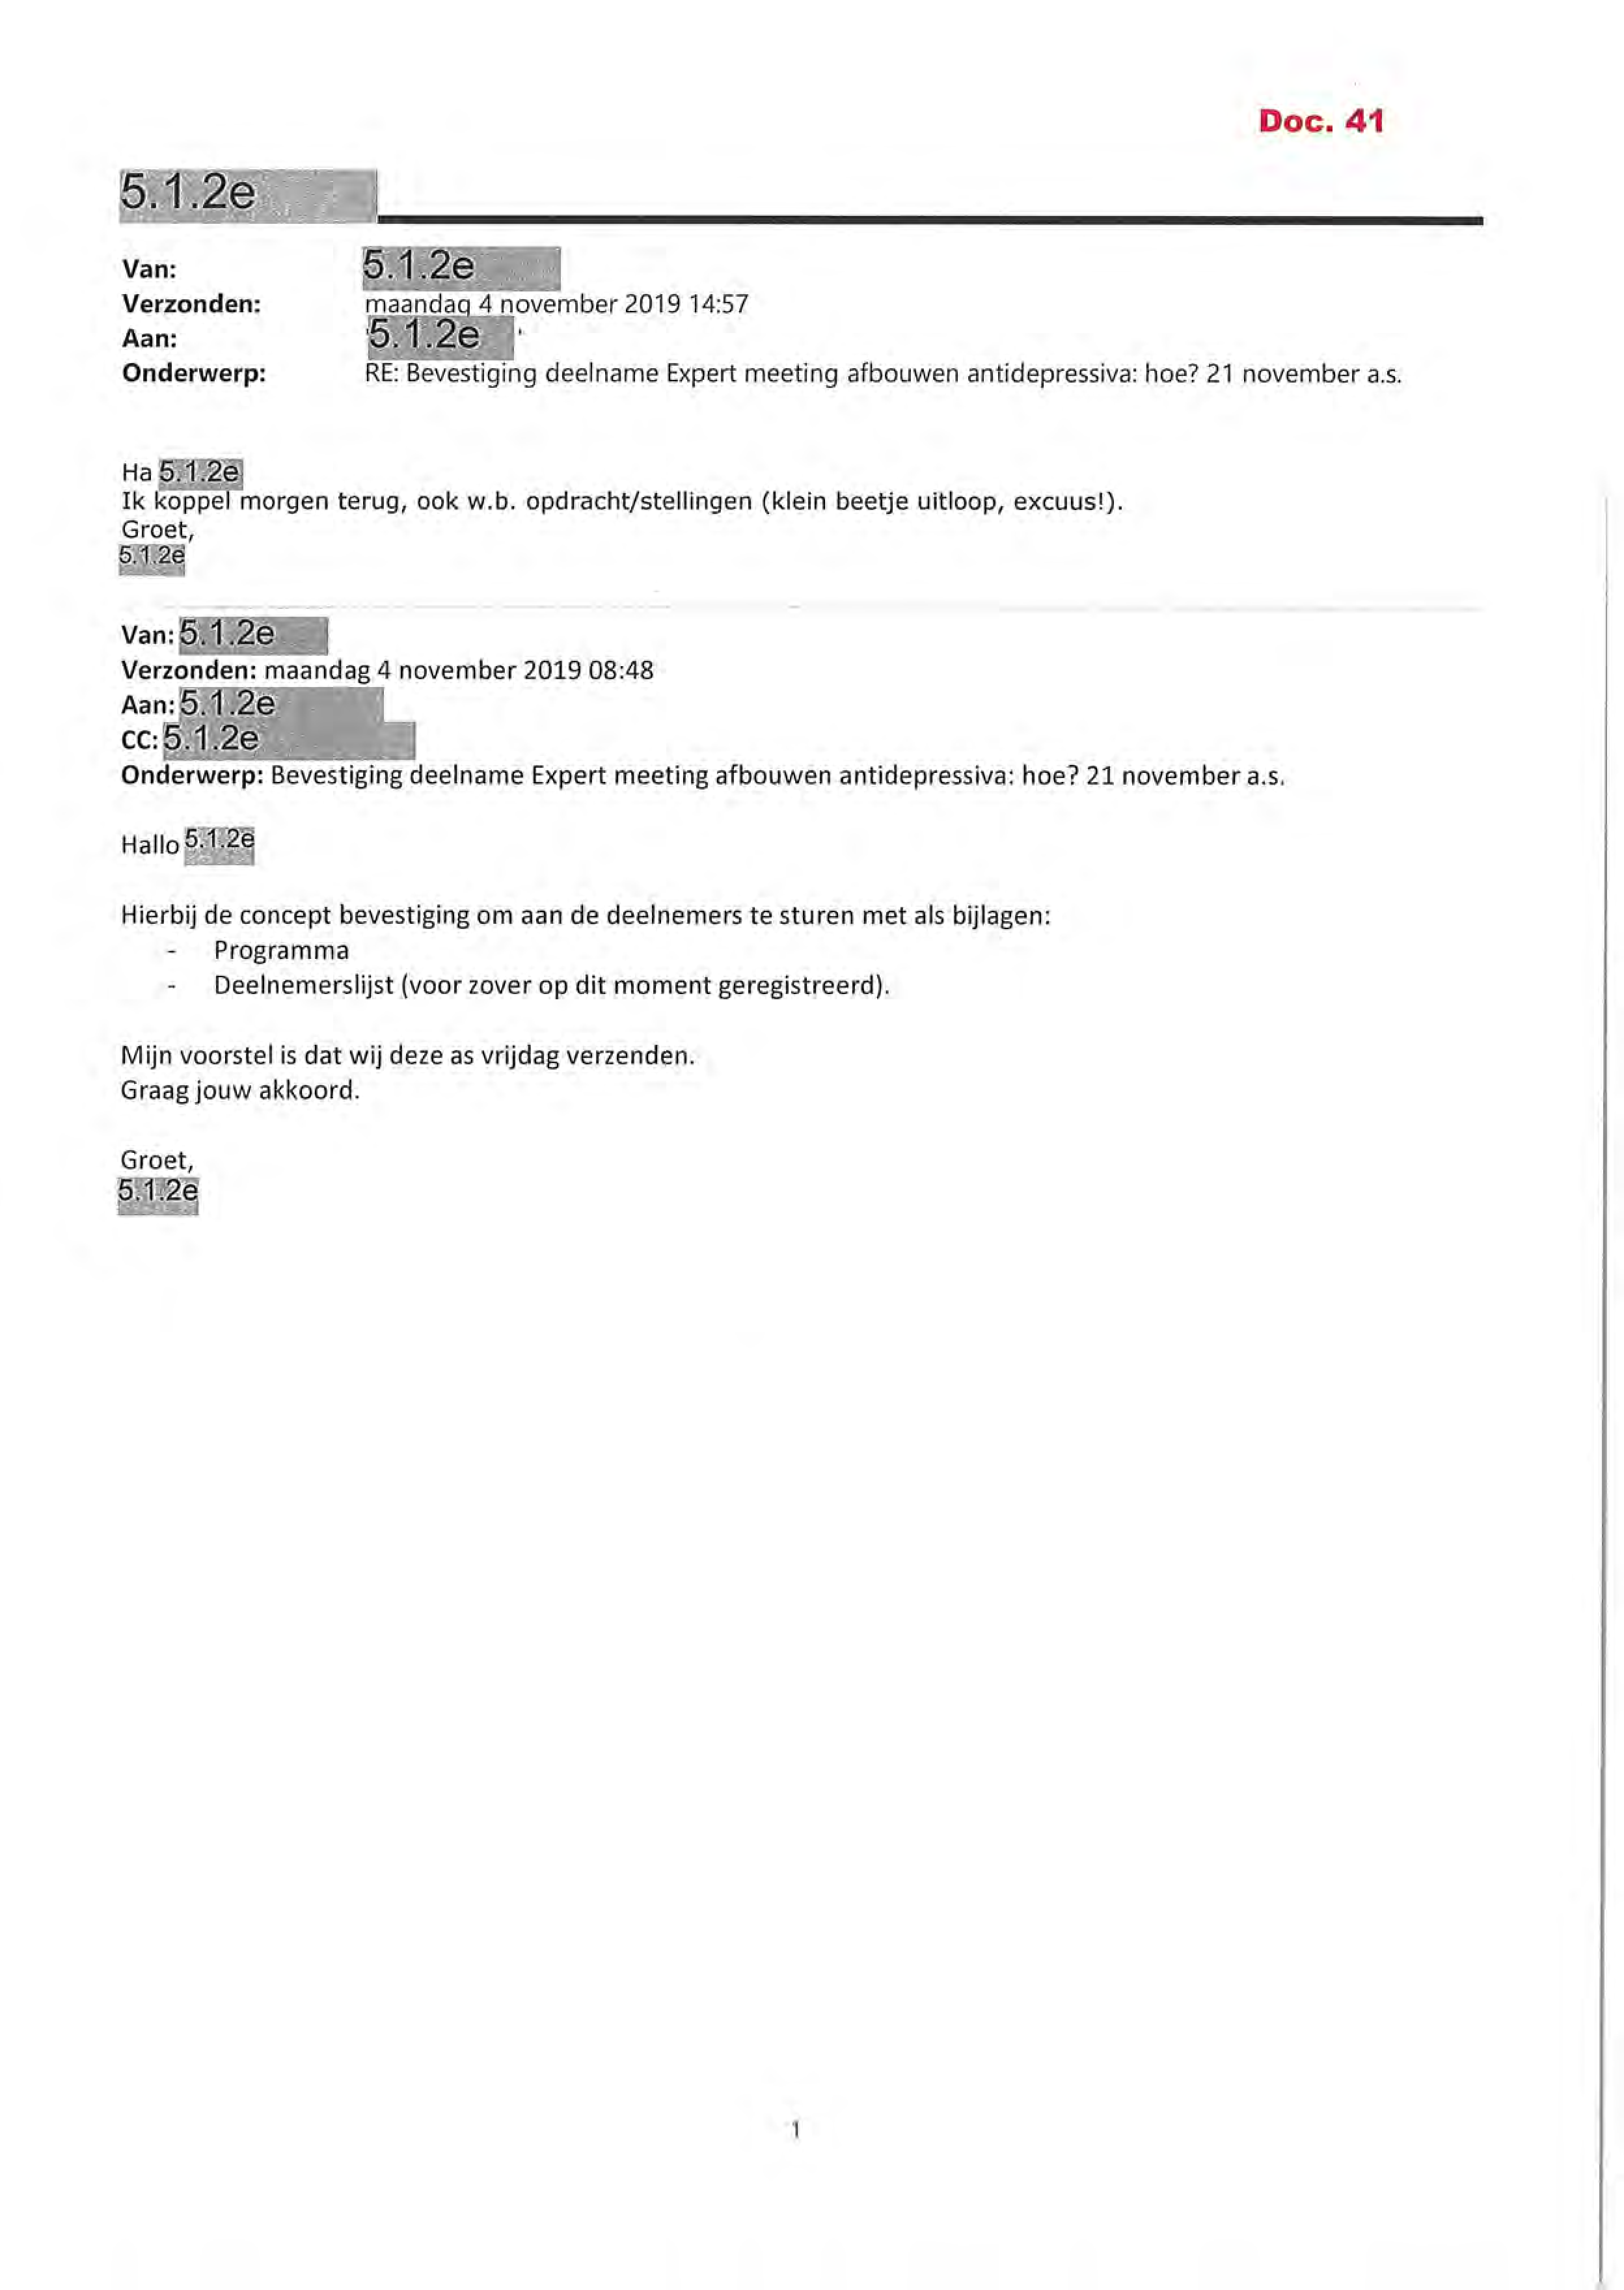 Doc. 41
5.1.2e
Van: 5.1.2e
Verzonden: maandag 4 november 2019 14:57
Aan: '5.1.2e'
Onderwerp: RE: Bevestiging deelname Expert meeting afbouwen antidepressiva: hoe? 21 november a.s.
Ha 5.1.2e
Ik koppel morgen terug, ook w.b. opdracht/stellingen (klein beetje uitloop, excuus!).
Groet,
5.1.2e
Van: 5.1.2e
Verzonden: maandag 4 november 2019 08:48
Aan: 5.1.2e
CC: 5.1.2e
Onderwerp: Bevestiging deelname Expert meeting afbouwen antidepressiva: hoe? 21 november a.s.
Hallo 5.1.2e
Hierbij de concept bevestiging om aan de deelnemers te sturen met als bijlagen:
- Programma
- Deelnemerslijst (voor zover op dit moment geregistreerd).
Mijn voorstel is dat wij deze as vrijdag verzenden.
Graag jouw akkoord.
Groet,
5.1.2e
1